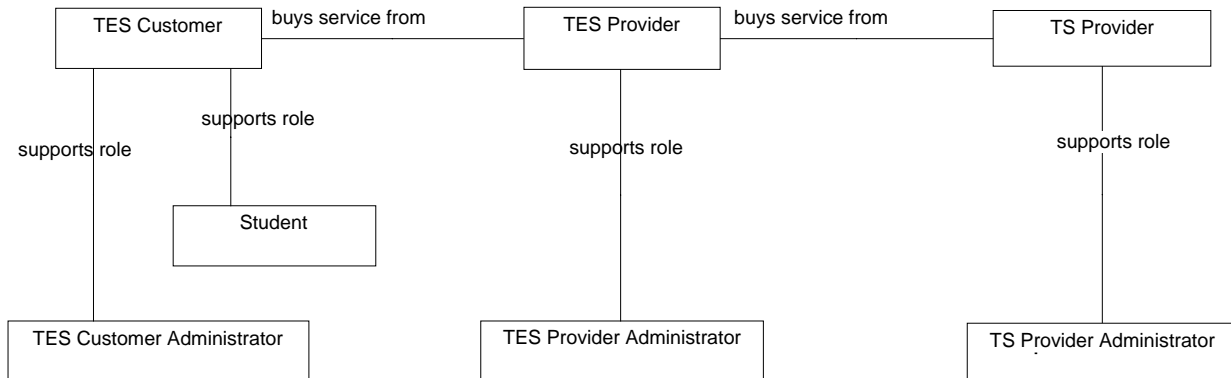 buys service from
buys service from
TES Customer
TES Provider
TS Provider
supports role
supports role
supports role
supports role
Student
TES Customer Administrator
TES Provider Administrator
TS Provider Administrator